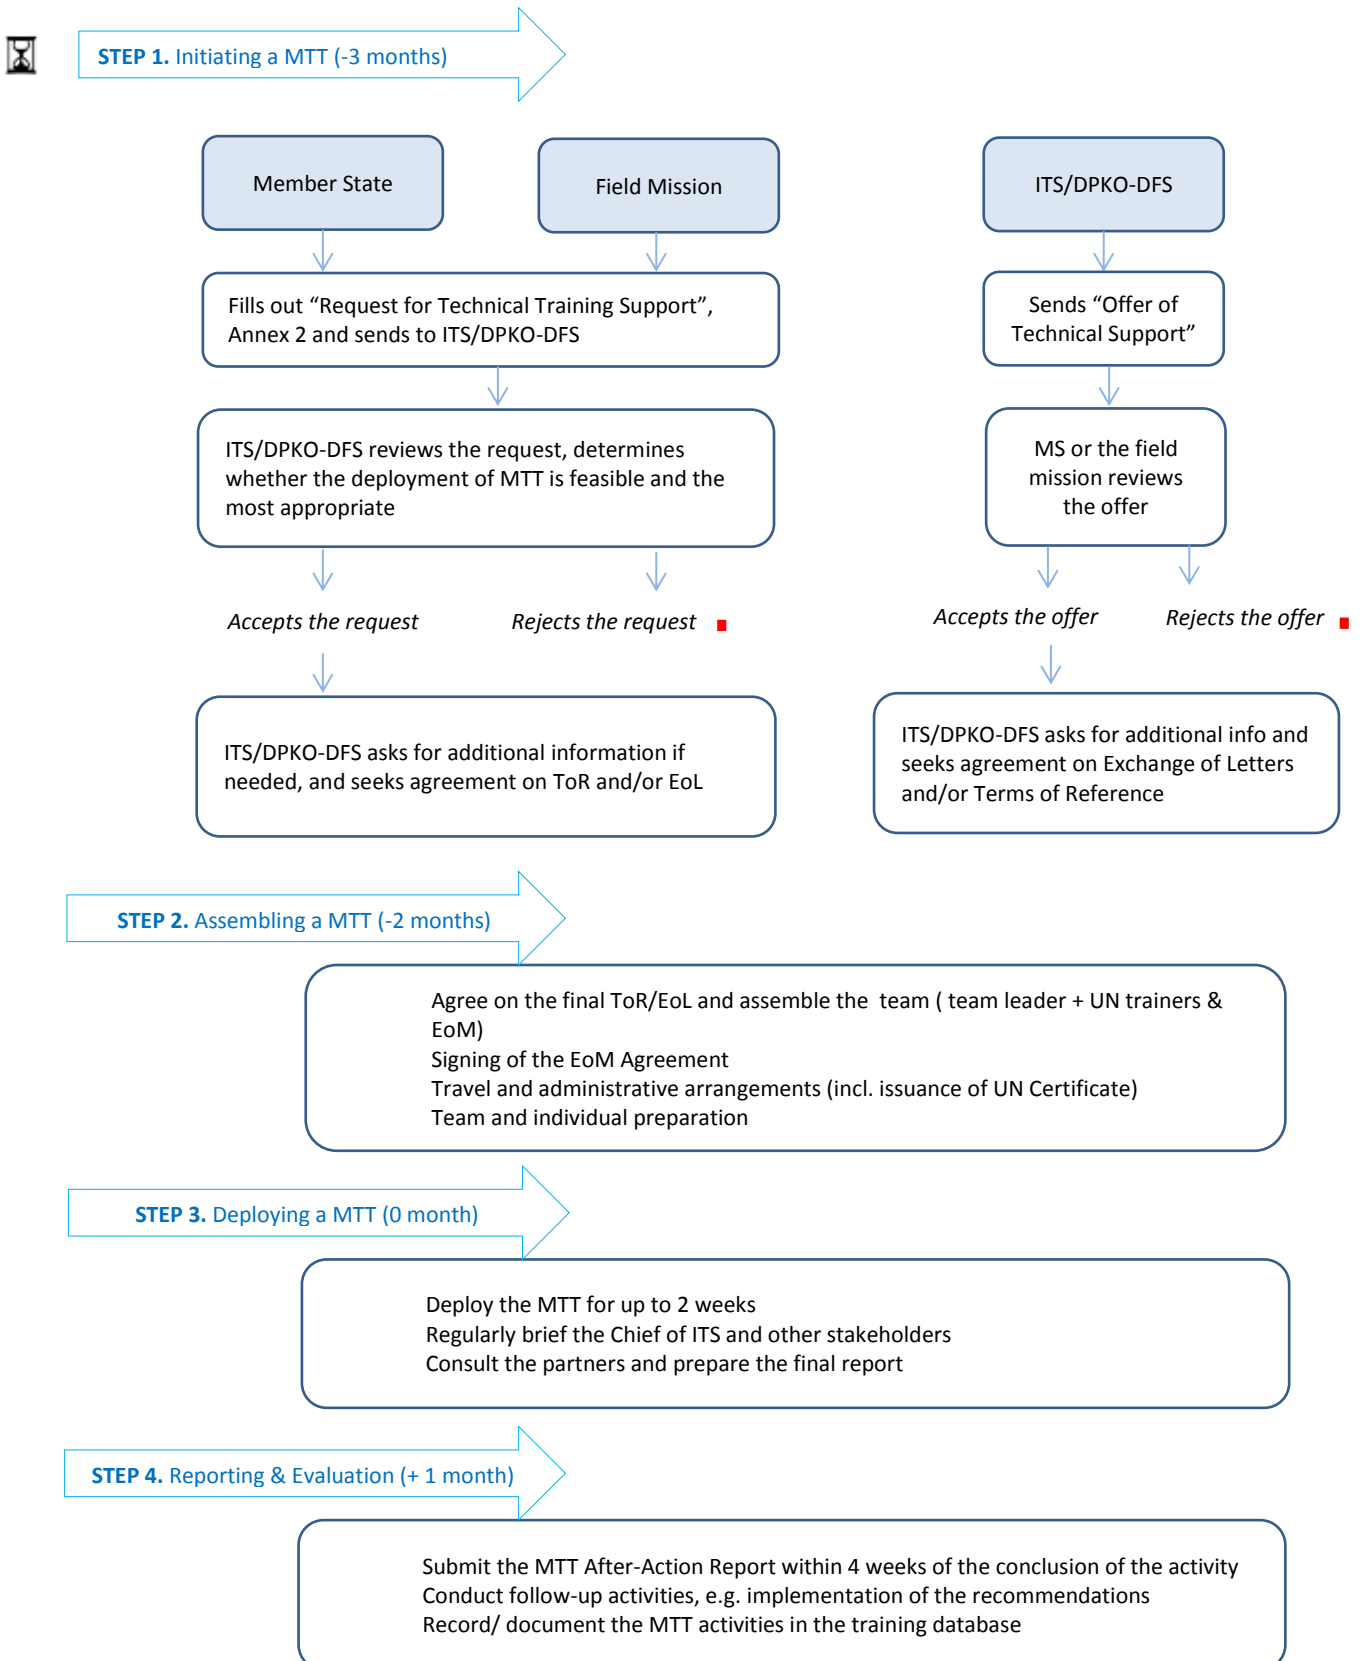 STEP 1. Initiating a MTT (-3 months)
Member State
Field Mission
ITS/DPKO-DFS
Fills out “Request for Technical Training Support”,
Annex 2 and sends to ITS/DPKO-DFS
Sends “Offer of
Technical Support”
ITS/DPKO-DFS reviews the request, determines
whether the deployment of MTT is feasible and the
most appropriate
MS or the field
mission reviews
the offer
Accepts the request
Rejects the request
Accepts the offer
Rejects the offer
ITS/DPKO-DFS asks for additional information if
needed, and seeks agreement on ToR and/or EoL
ITS/DPKO-DFS asks for additional info and
seeks agreement on Exchange of Letters
and/or Terms of Reference
STEP 2. Assembling a MTT (-2 months)
Agree on the final ToR/EoL and assemble the team ( team leader + UN trainers &
EoM)
Signing of the EoM Agreement
Travel and administrative arrangements (incl. issuance of UN Certificate)
Team and individual preparation
STEP 3. Deploying a MTT (0 month)
Deploy the MTT for up to 2 weeks
Regularly brief the Chief of ITS and other stakeholders
Consult the partners and prepare the final report
STEP 4. Reporting & Evaluation (+ 1 month)
Submit the MTT After-Action Report within 4 weeks of the conclusion of the activity
Conduct follow-up activities, e.g. implementation of the recommendations
Record/ document the MTT activities in the training database